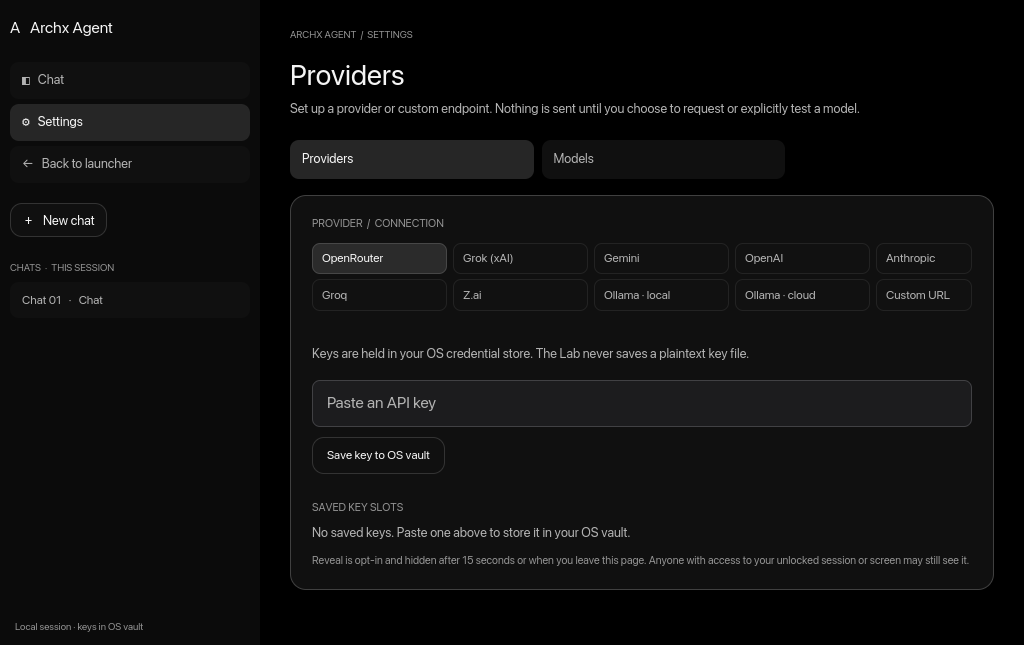 A Archx Agent
Chat
Settings
← Back to launcher
+ New chat
CHATS · THIS SESSION
Chat 01 · Chat
Local session · keys in OS vault
ARCHX AGENT / SETTINGS
Providers
Set up a provider or custom endpoint. Nothing is sent until you choose to request or explicitly test a model.
Providers Models
PROVIDER / CONNECTION
OpenRouter Grok (xAI) Gemini OpenAI Anthropic
Groq Z.ai Ollama · local Ollama · cloud Custom URL
Keys are held in your OS credential store. The Lab never saves a plaintext key file.
Paste an API key
Save key to OS vault
SAVED KEY SLOTS
No saved keys. Paste one above to store it in your OS vault.
Reveal is opt-in and hidden after 15 seconds or when you leave this page. Anyone with access to your unlocked session or screen may still see it.